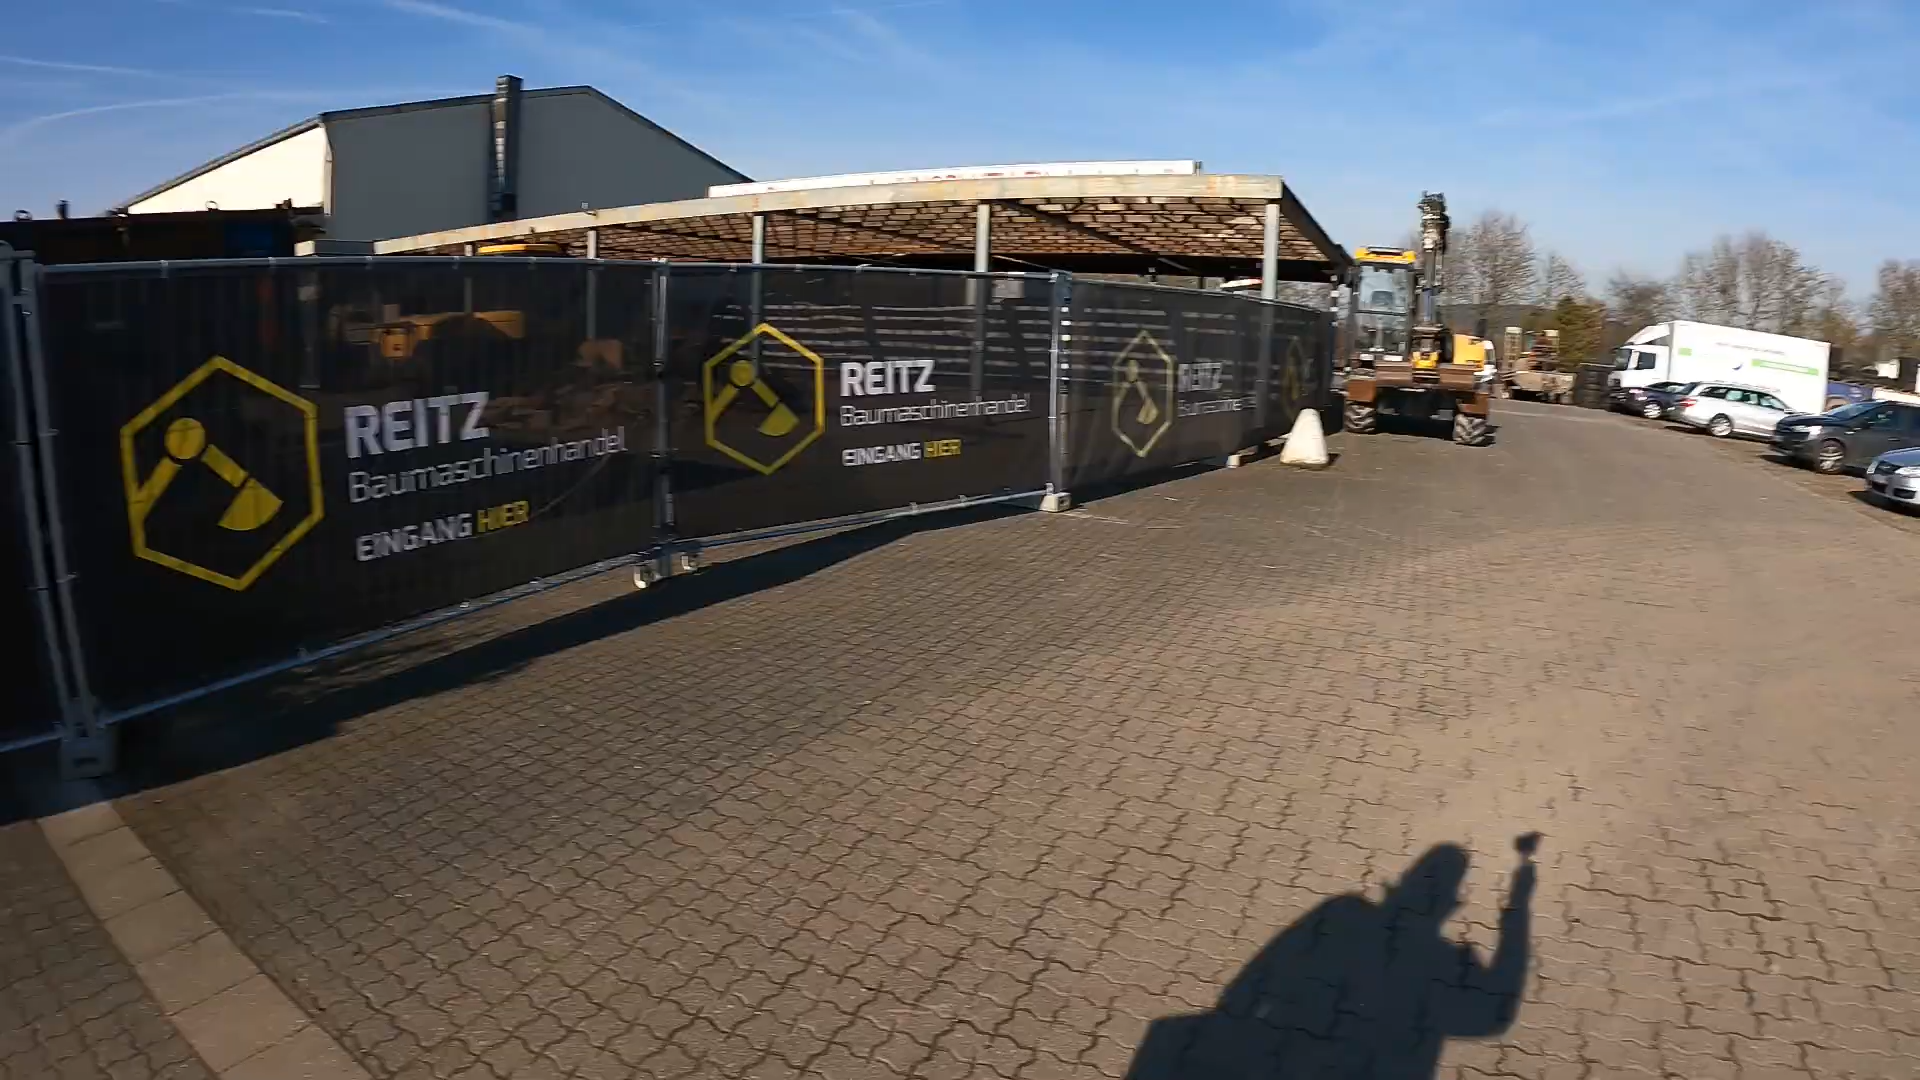 REITZ
Baumaschinenhandel
EINGANG HIER
REITZ
Baumaschinenhandel
EINGANG HIER
REITZ